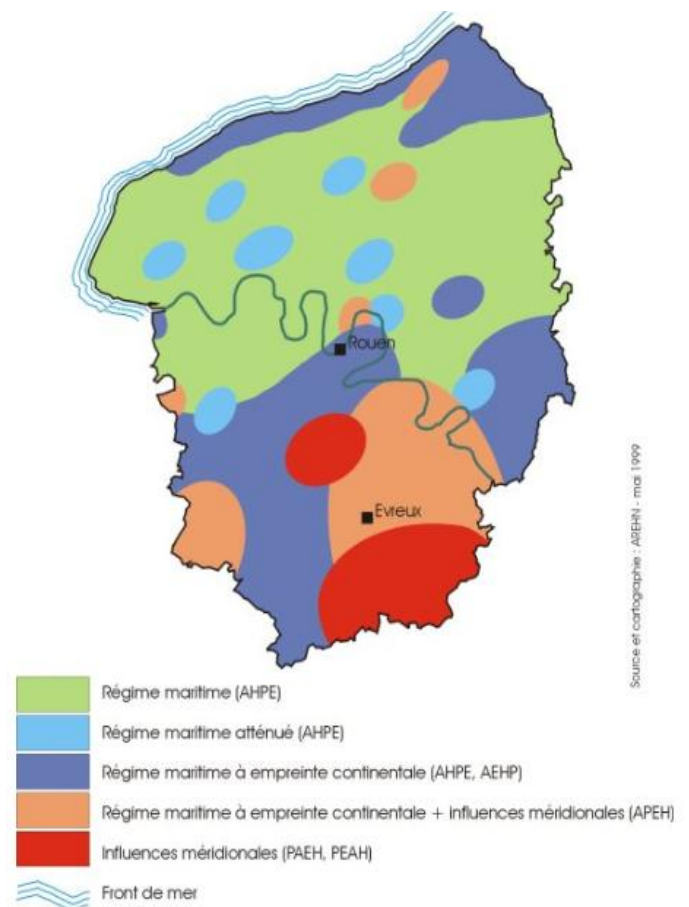 Rouen
Evreux
Source et cartographie : AREHN - mai 1999
Régime maritime (AHPE)
Régime maritime atténué (AHPE)
Régime maritime à empreinte continentale (AHPE, AEHP)
Régime maritime à empreinte continentale + influences méridionales (APEH)
Influences méridionales (PAEH, PEAH)
Front de mer